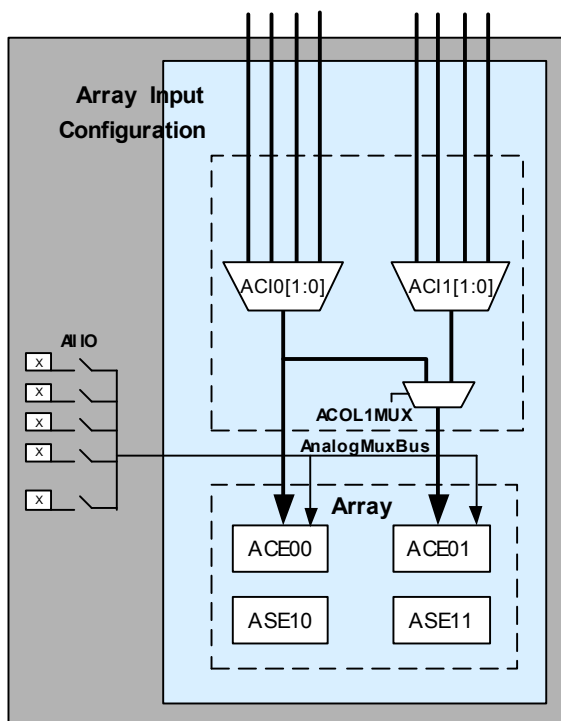 Array Input
Configuration
ACI0[1:0]
ACI1[1:0]
All IO
X
X
X
X
X
ACOL1MUX
AnalogMuxBus
Array
ACE00
ACE01
ASE10
ASE11